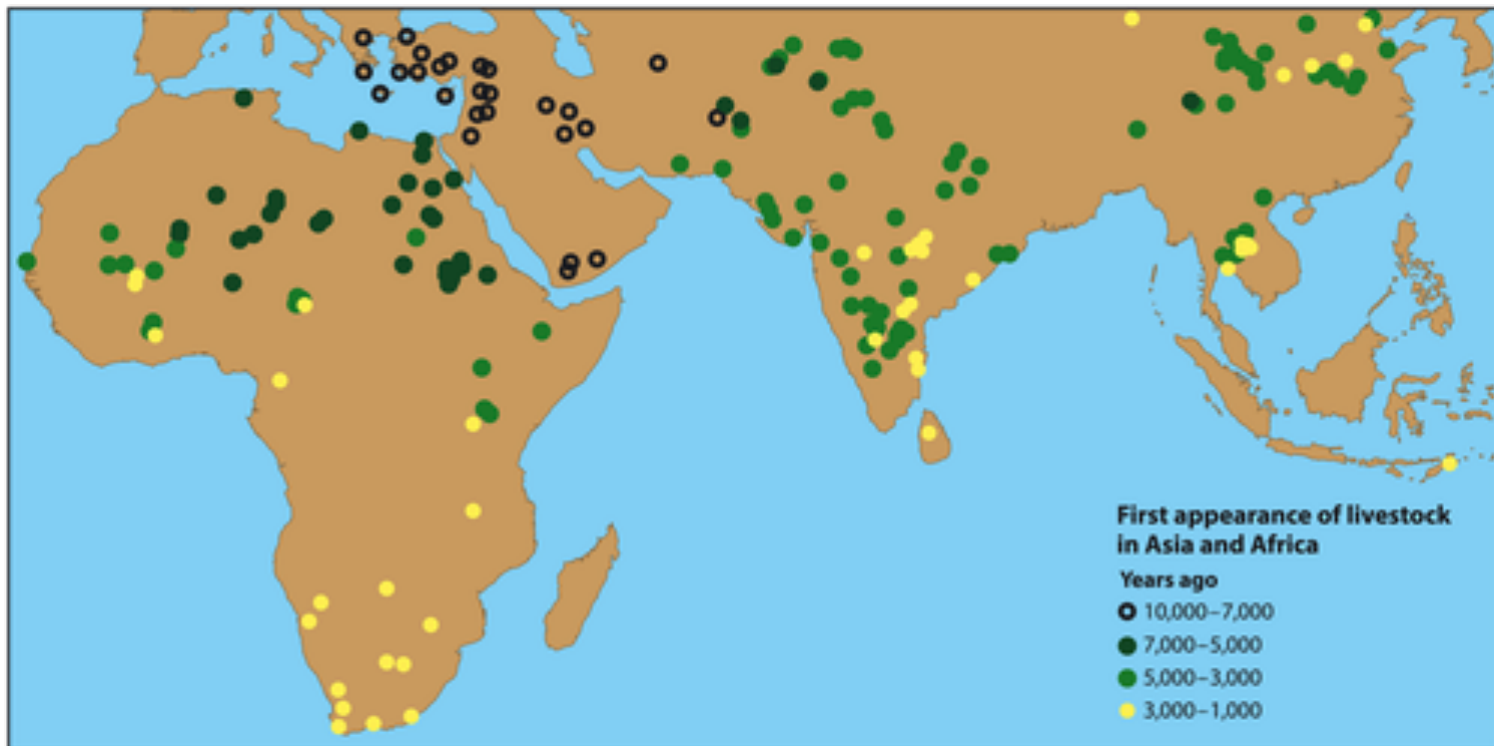 First appearance of livestock
in Asia and Africa
Years ago
10,000–7,000
7,000–5,000
5,000–3,000
3,000–1,000